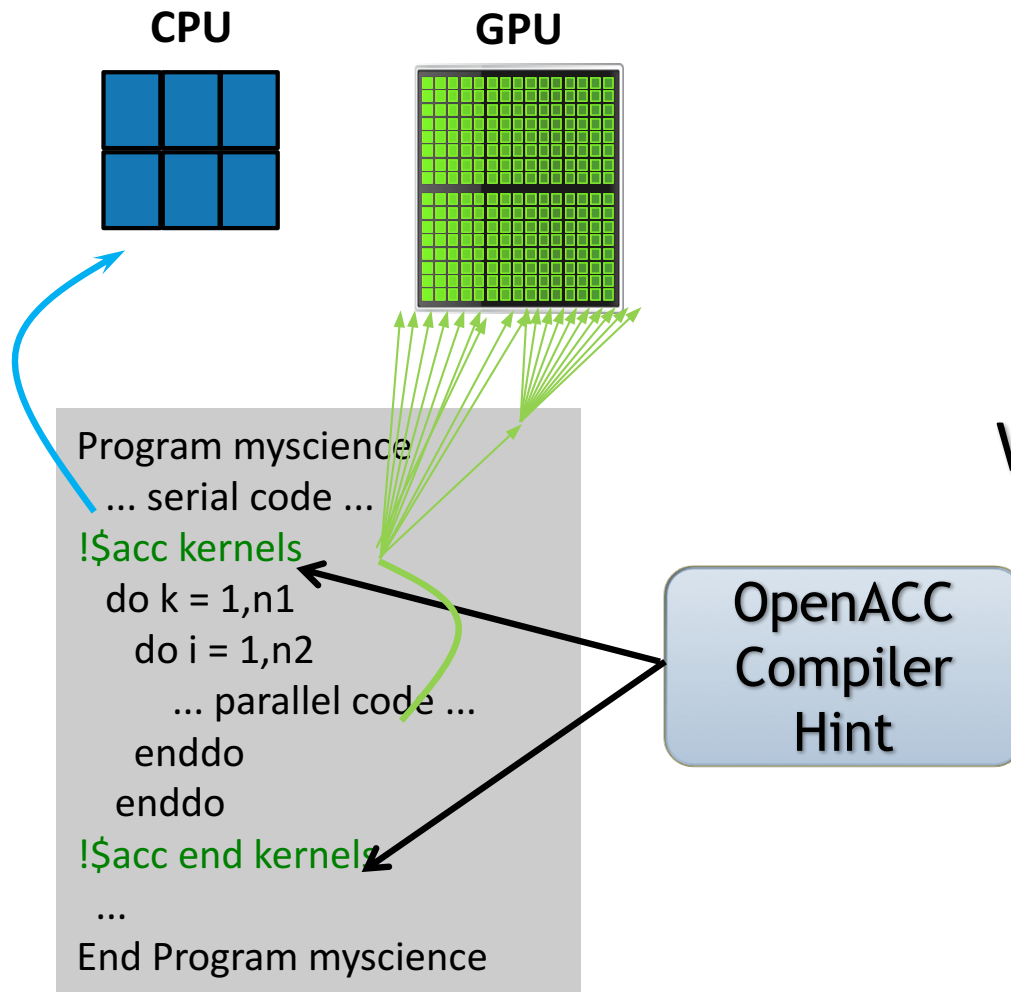 CPU
GPU
Program myscience
... serial code ...
!$acc kernels
do k = 1,n1
do i = 1,n2
... parallel code ...
enddo
enddo
!$acc end kernels
...
End Program myscience
OpenACC
Compiler
Hint